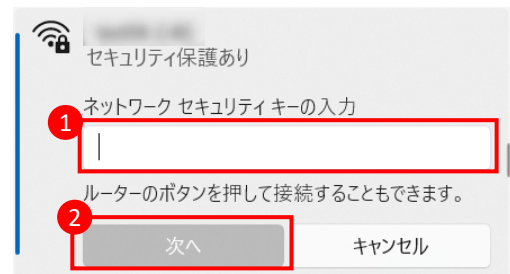 セキュリティ保護あり
ネットワーク セキュリティ キーの入力
1
ルーターのボタンを押して接続することもできます。
2
次へ キャンセル